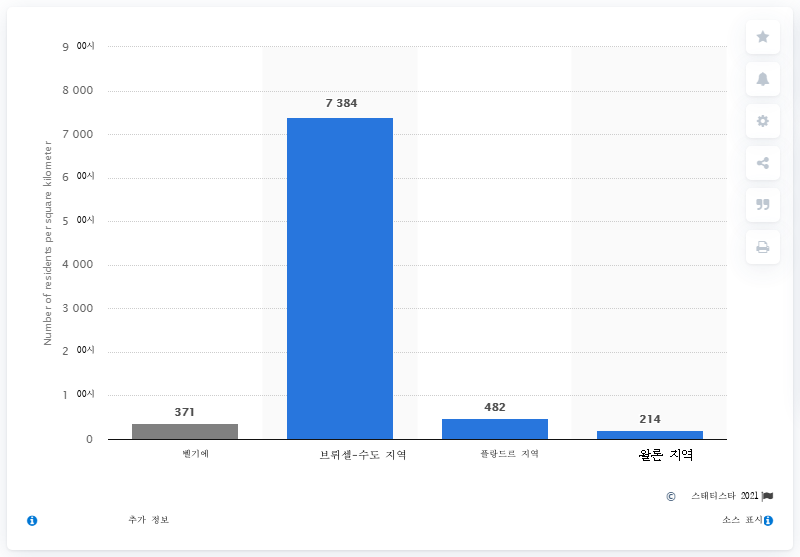 9 00시
8 000
7 384
7 000
6 00시
5 00시
4 000
3 000
2 00시
1 00시
0
Number of residents per square kilometer
371
482
214
벨기에
브뤼셀-수도 지역
플랑드르 지역
왈론 지역
© 스태티스타 2021
추가 정보
소스 표시